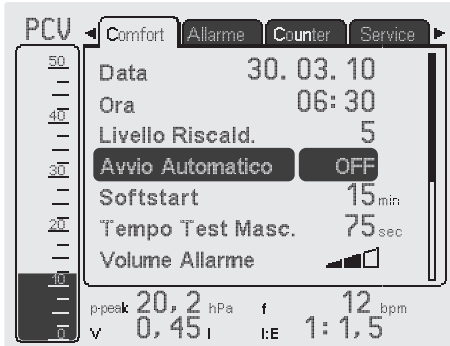 PCV Comfort Allarme Counter Service
50
40
30
20
10
0
Data 30. 03. 10
Ora 06: 30
Livello Riscald. 5
Avvio Automatico OFF
Softstart 15 min
Tempo Test Masc. 75 sec
Volume Allarme
p-peak 20, 2 hPa f 12 bpm
V 0, 45 l I:E 1: 1, 5